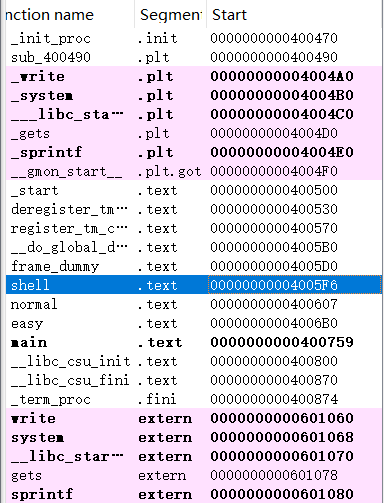 nction name Segment Start
_init_proc .init 0000000000400470
sub_400490 .plt 0000000000400490
_write .plt 00000000004004A0
_system .plt 00000000004004B0
___libc_sta… .plt 00000000004004C0
_gets .plt 00000000004004D0
_sprintf .plt 00000000004004E0
__gmon_start__ .plt.got 00000000004004F0
_start .text 0000000000400500
deregister_tm… .text 0000000000400530
register_tm_c… .text 0000000000400570
__do_global_d… .text 00000000004005B0
frame_dummy .text 00000000004005D0
shell .text 00000000004005F6
normal .text 0000000000400607
easy .text 00000000004006B0
main .text 0000000000400759
__libc_csu_init .text 0000000000400800
__libc_csu_fini .text 0000000000400870
_term_proc .fini 0000000000400874
write extern 0000000000601060
system extern 0000000000601068
__libc_star… extern 0000000000601070
gets extern 0000000000601078
sprintf extern 0000000000601080